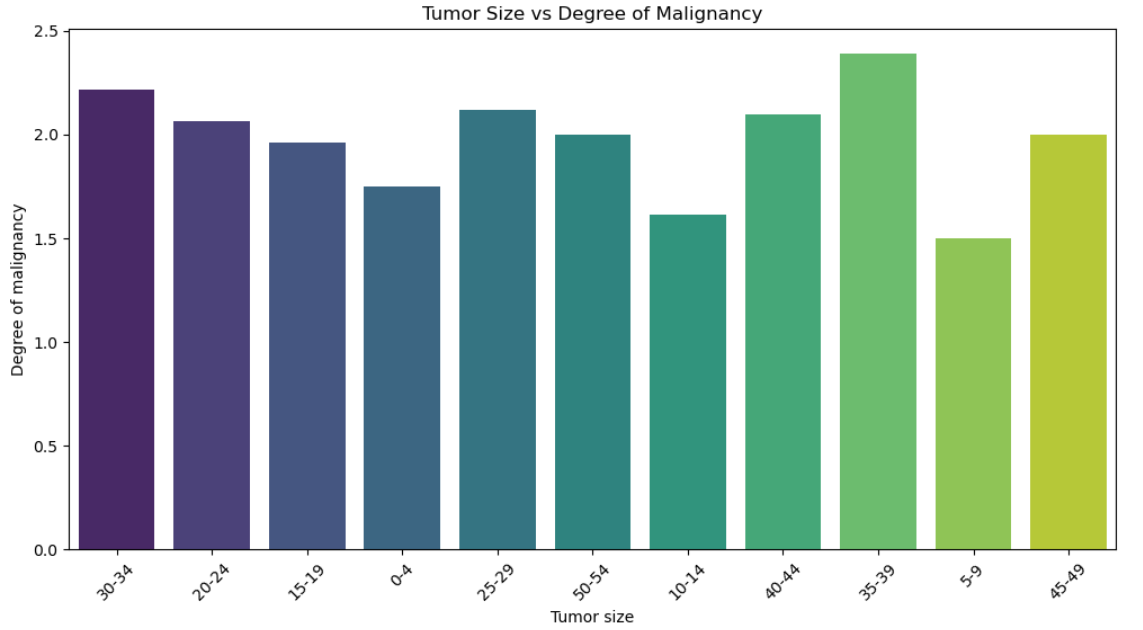 Tumor Size vs Degree of Malignancy
Degree of malignancy
2.5
2.0
1.5
1.0
0.5
0.0
30-34 20-24 15-19 0-4 25-29 50-54 10-14 40-44 35-39 5-9 45-49
Tumor size